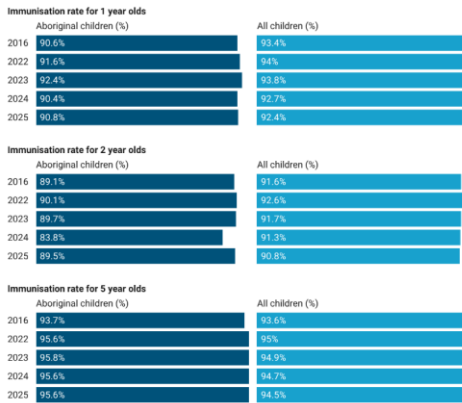 Immunisation rate for 1 year olds
Aboriginal children (%) All children (%)
2016 90.6% 93.4%
2022 91.6% 94%
2023 92.4% 93.8%
2024 90.4% 92.7%
2025 90.8% 92.4%
Immunisation rate for 2 year olds
Aboriginal children (%) All children (%)
2016 89.1% 91.6%
2022 90.1% 92.6%
2023 89.7% 91.7%
2024 83.8% 91.3%
2025 89.5% 90.8%
Immunisation rate for 5 year olds
Aboriginal children (%) All children (%)
2016 93.7% 93.6%
2022 95.6% 95%
2023 95.8% 94.9%
2024 95.6% 94.7%
2025 95.6% 94.5%